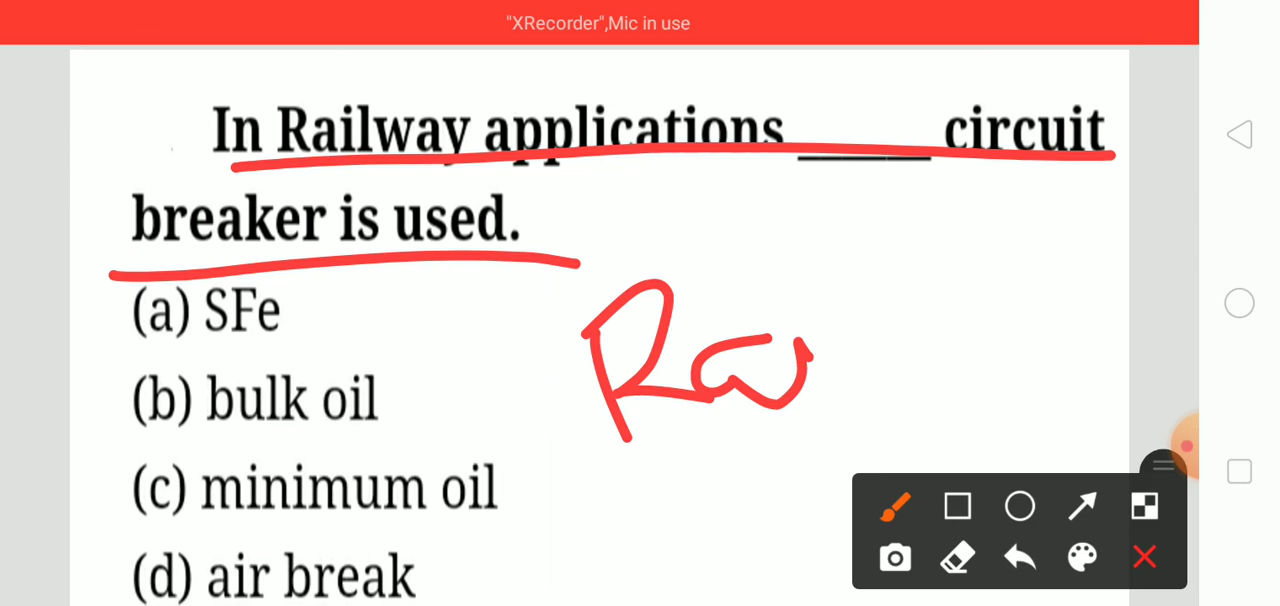 "XRecorder",Mic in use
In Railway applications _____ circuit
breaker is used.
(a) SFe
(b) bulk oil
(c) minimum oil
(d) air break